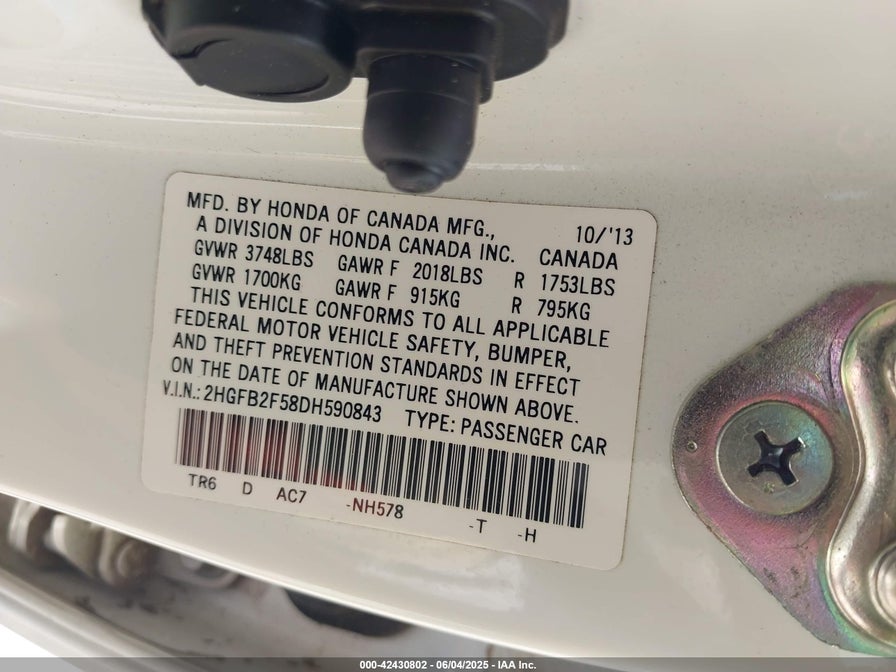 MFD. BY HONDA OF CANADA MFG., 10/'13
A DIVISION OF HONDA CANADA INC. CANADA
GVWR 3748LBS GAWR F 2018LBS R 1753LBS
GVWR 1700KG GAWR F 915KG R 795KG
THIS VEHICLE CONFORMS TO ALL APPLICABLE
FEDERAL MOTOR VEHICLE SAFETY, BUMPER,
AND THEFT PREVENTION STANDARDS IN EFFECT
ON THE DATE OF MANUFACTURE SHOWN ABOVE.
V.I.N.: 2HGFB2F58DH590843 TYPE: PASSENGER CAR
TR6 D AC7 -NH578 -T -H
000-42430802 - 06/04/2025 - IAA Inc.